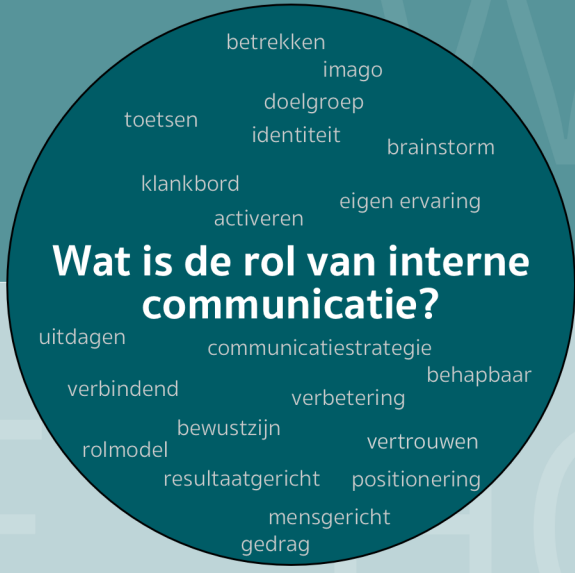 betrekken
imago
doelgroep
toetsen
identiteit
brainstorm
klankbord
eigen ervaring
activeren
Wat is de rol van interne
communicatie?
uitdagen
communicatiestrategie
behapbaar
verbindend
verbetering
bewustzijn
vertrouwen
rolmodel
resultaatgericht
positionering
mensgericht
gedrag